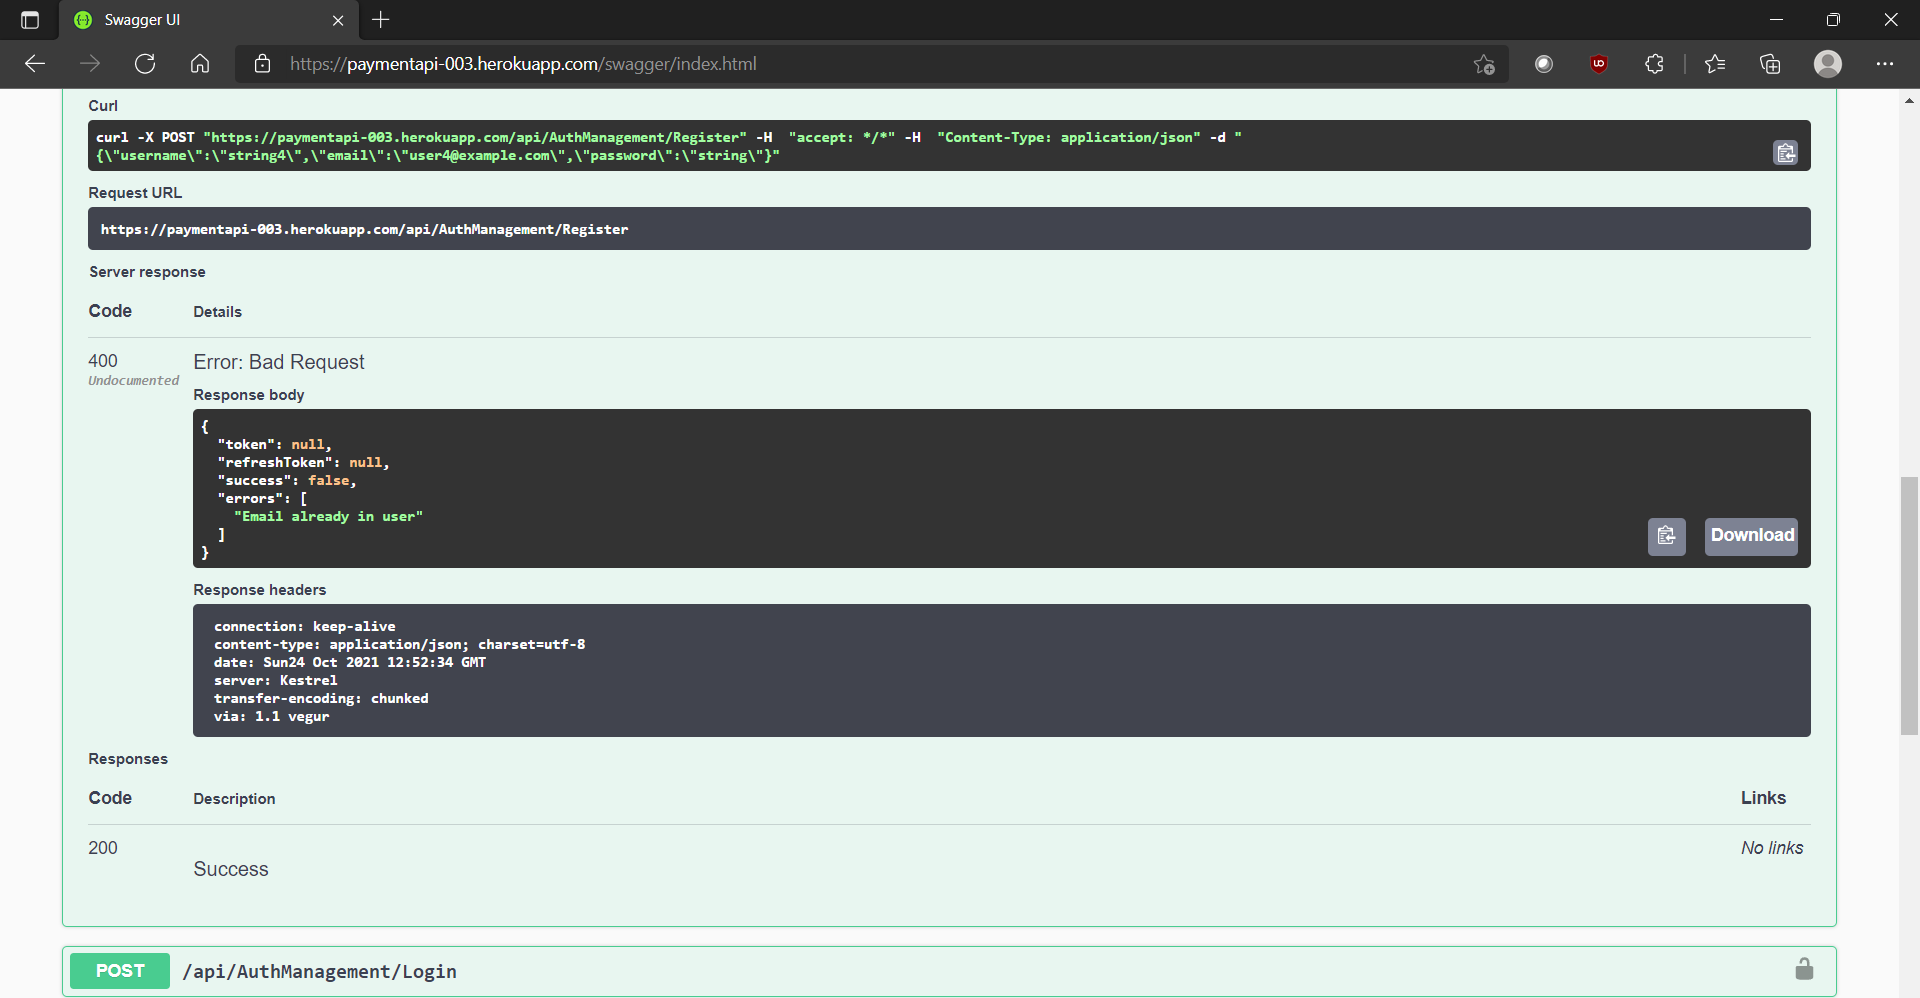 Swagger UI
https://paymentapi-003.herokuapp.com/swagger/index.html
Curl
curl -X POST "https://paymentapi-003.herokuapp.com/api/AuthManagement/Register" -H  "accept: */*" -H  "Content-Type: application/json" -d "
{\"username\":\"string4\",\"email\":\"user4@example.com\",\"password\":\"string\"}"
Request URL
https://paymentapi-003.herokuapp.com/api/AuthManagement/Register
Server response
Code Details
400 Error: Bad Request
Undocumented
Response body
{
  "token": null,
  "refreshToken": null,
  "success": false,
  "errors": [
    "Email already in user"
  ]
}
Download
Response headers
connection: keep-alive
content-type: application/json; charset=utf-8
date: Sun24 Oct 2021 12:52:34 GMT
server: Kestrel
transfer-encoding: chunked
via: 1.1 vegur
Responses
Code Description Links
200 No links
Success
POST /api/AuthManagement/Login